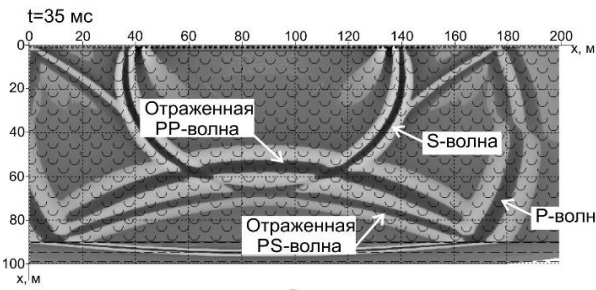 t=35 мс
0 20 40 60 80 100 120 140 160 180 200
х, м
0
20
40
60
80
100
х, м
Отраженная
РР-волна
S-волна
Отраженная
PS-волна
Р-волн